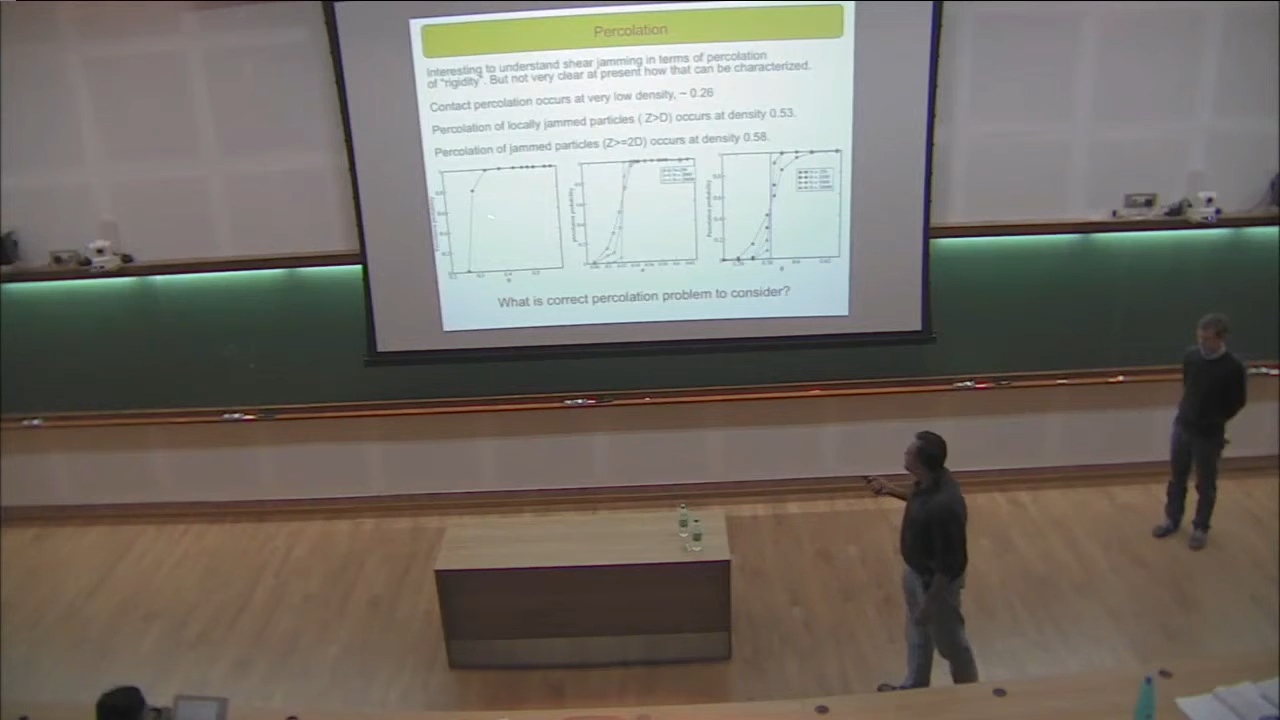 Percolation
Interesting to understand shear jamming in terms of percolation
of "rigidity". But not very clear at present how that can be characterized.
Contact percolation occurs at very low density, ~ 0.26
Percolation of locally jammed particles ( Z>D) occurs at density 0.53.
Percolation of jammed particles (Z>=2D) occurs at density 0.58.
What is correct percolation problem to consider?